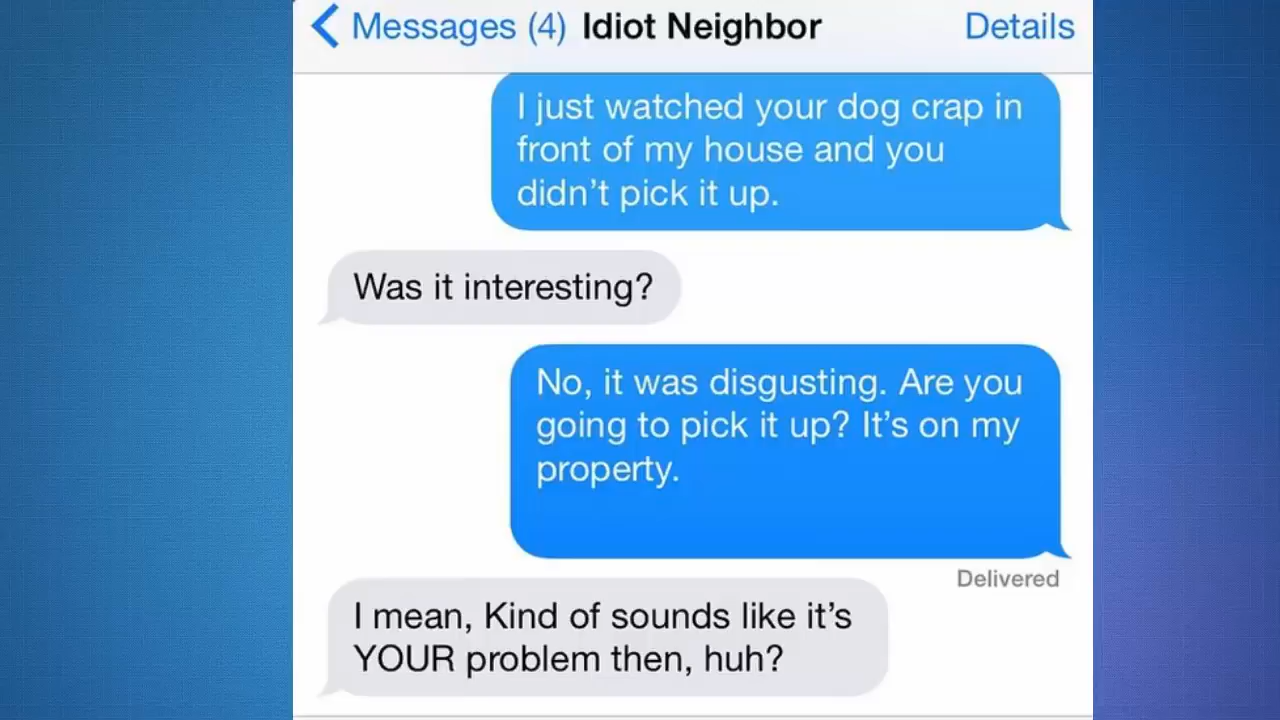 Messages (4) Idiot Neighbor Details
I just watched your dog crap in
front of my house and you
didn't pick it up.
Was it interesting?
No, it was disgusting. Are you
going to pick it up? It's on my
property.
Delivered
I mean, Kind of sounds like it's
YOUR problem then, huh?